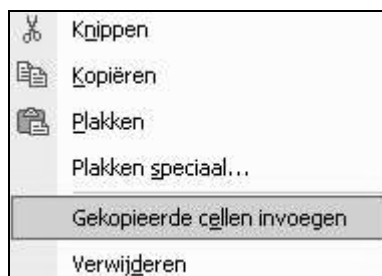 Knippen
Kopiëren
Plakken
Plakken speciaal...
Gekopieerde cellen invoegen
Verwijderen